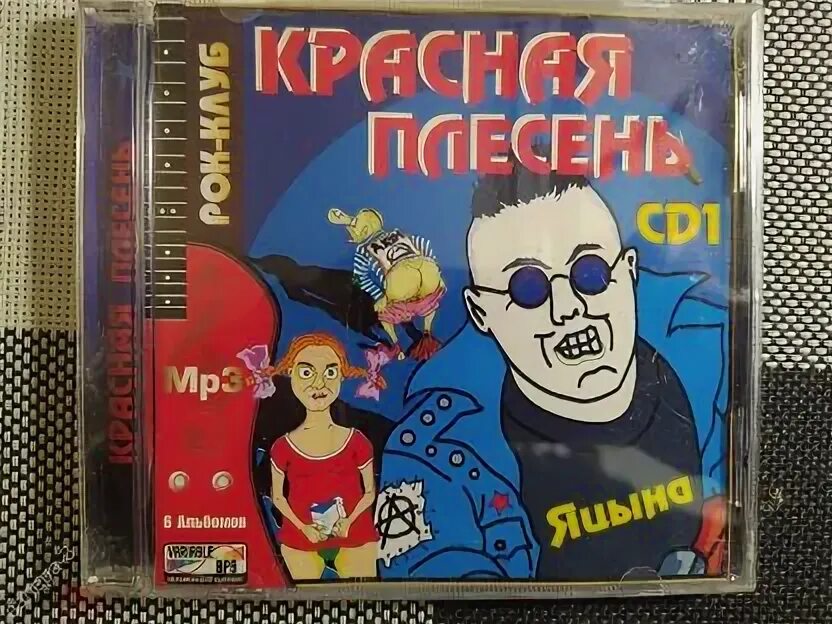 КРАСНАЯ
ПЛЕСЕНЬ
CD1
РОК-КЛУБ
КРАСНАЯ ПЛЕСЕНЬ
Mp3
6 Альбомов
Яцына